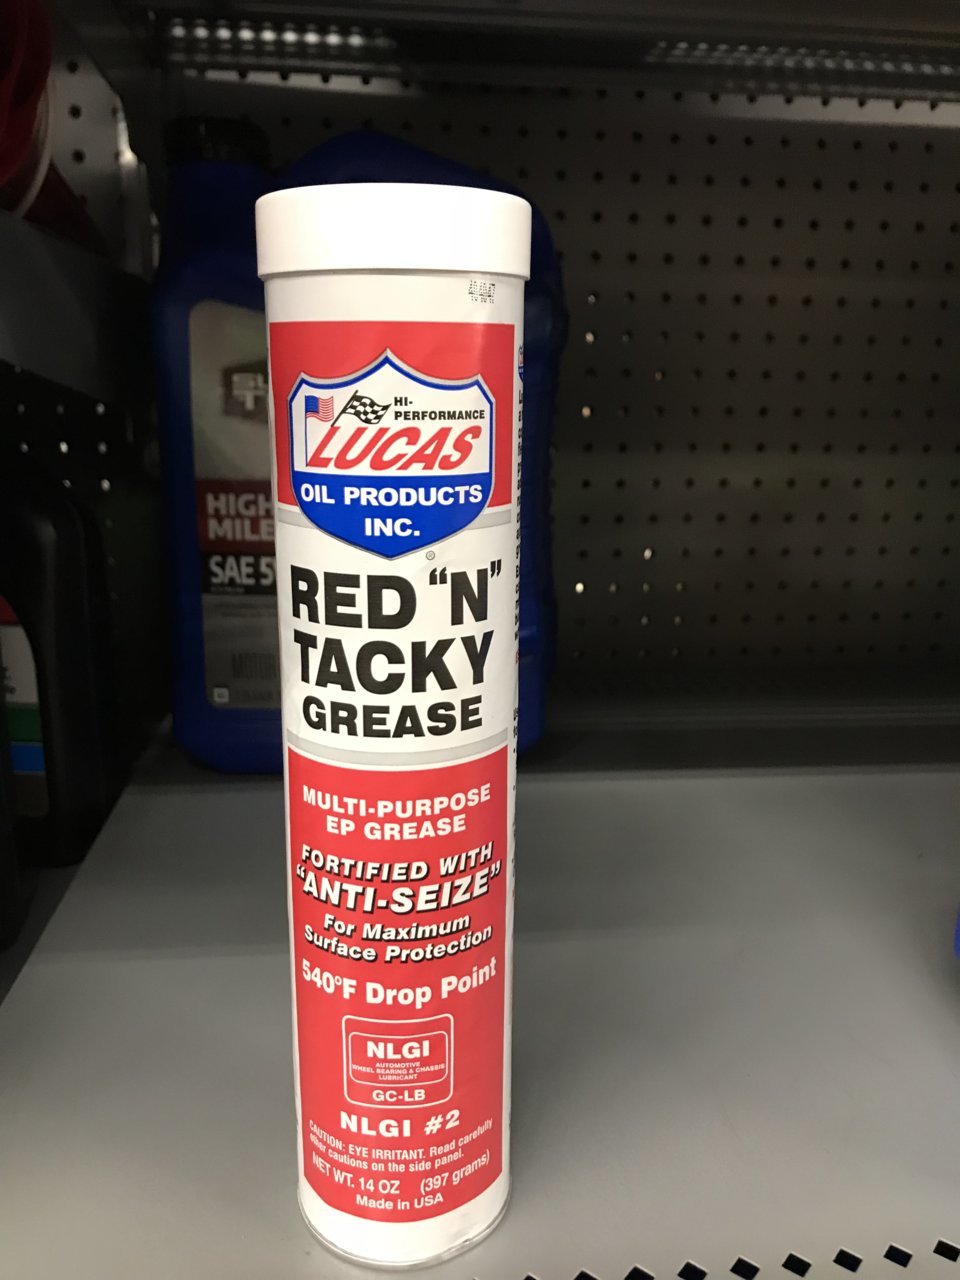 HI-
PERFORMANCE
LUCAS
OIL PRODUCTS
INC.
®
RED "N"
TACKY
GREASE
MULTI-PURPOSE
EP GREASE
FORTIFIED WITH
"ANTI-SEIZE"
For Maximum
Surface Protection
540°F Drop Point
NLGI
AUTOMOTIVE
WHEEL BEARING & CHASSIS
LUBRICANT
GC-LB
NLGI #2
CAUTION: EYE IRRITANT. Read carefully
other cautions on the side panel.
NET WT. 14 OZ (397 grams)
Made in USA
HIGH
MILE
SAE 5
MOTOR